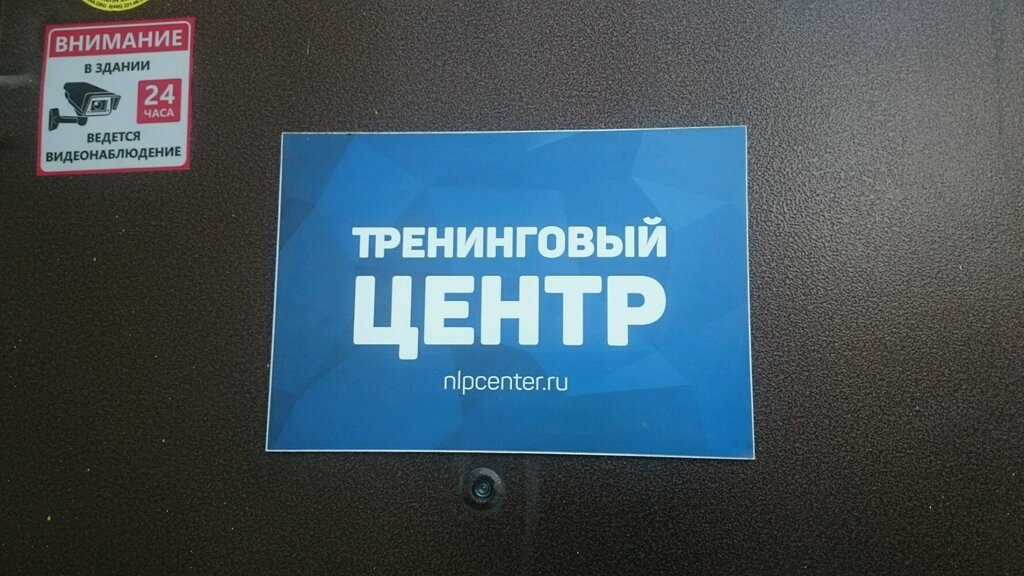 ВНИМАНИЕ
В ЗДАНИИ
24
ЧАСА
ВЕДЕТСЯ
ВИДЕОНАБЛЮДЕНИЕ
ТРЕНИНГОВЫЙ
ЦЕНТР
nlpcenter.ru